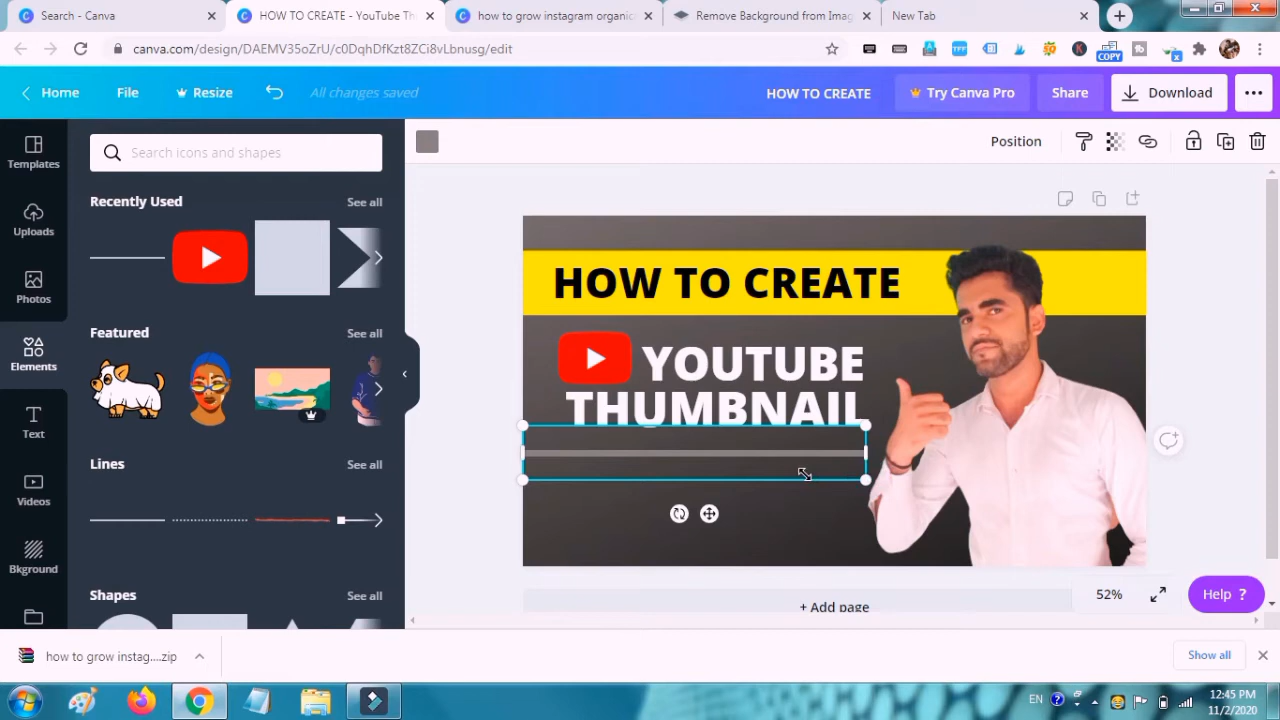 Search - Canva
HOW TO CREATE - YouTube Th
how to grow instagram organic
Remove Background from Imag
New Tab
canva.com/design/DAEMV35oZrU/c0DqhDfKzt8ZCi8vLbnusg/edit
COPY
Home
File
Resize
All changes saved
HOW TO CREATE
Try Canva Pro
Share
Download
Templates
Uploads
Photos
Elements
Text
Videos
Bkground
Search icons and shapes
Recently Used
See all
Featured
See all
Lines
See all
Shapes
See all
Position
HOW TO CREATE
YOUTUBE
THUMBNAIL
+ Add page
52%
Help ?
how to grow instag....zip
Show all
EN
12:45 PM
11/2/2020